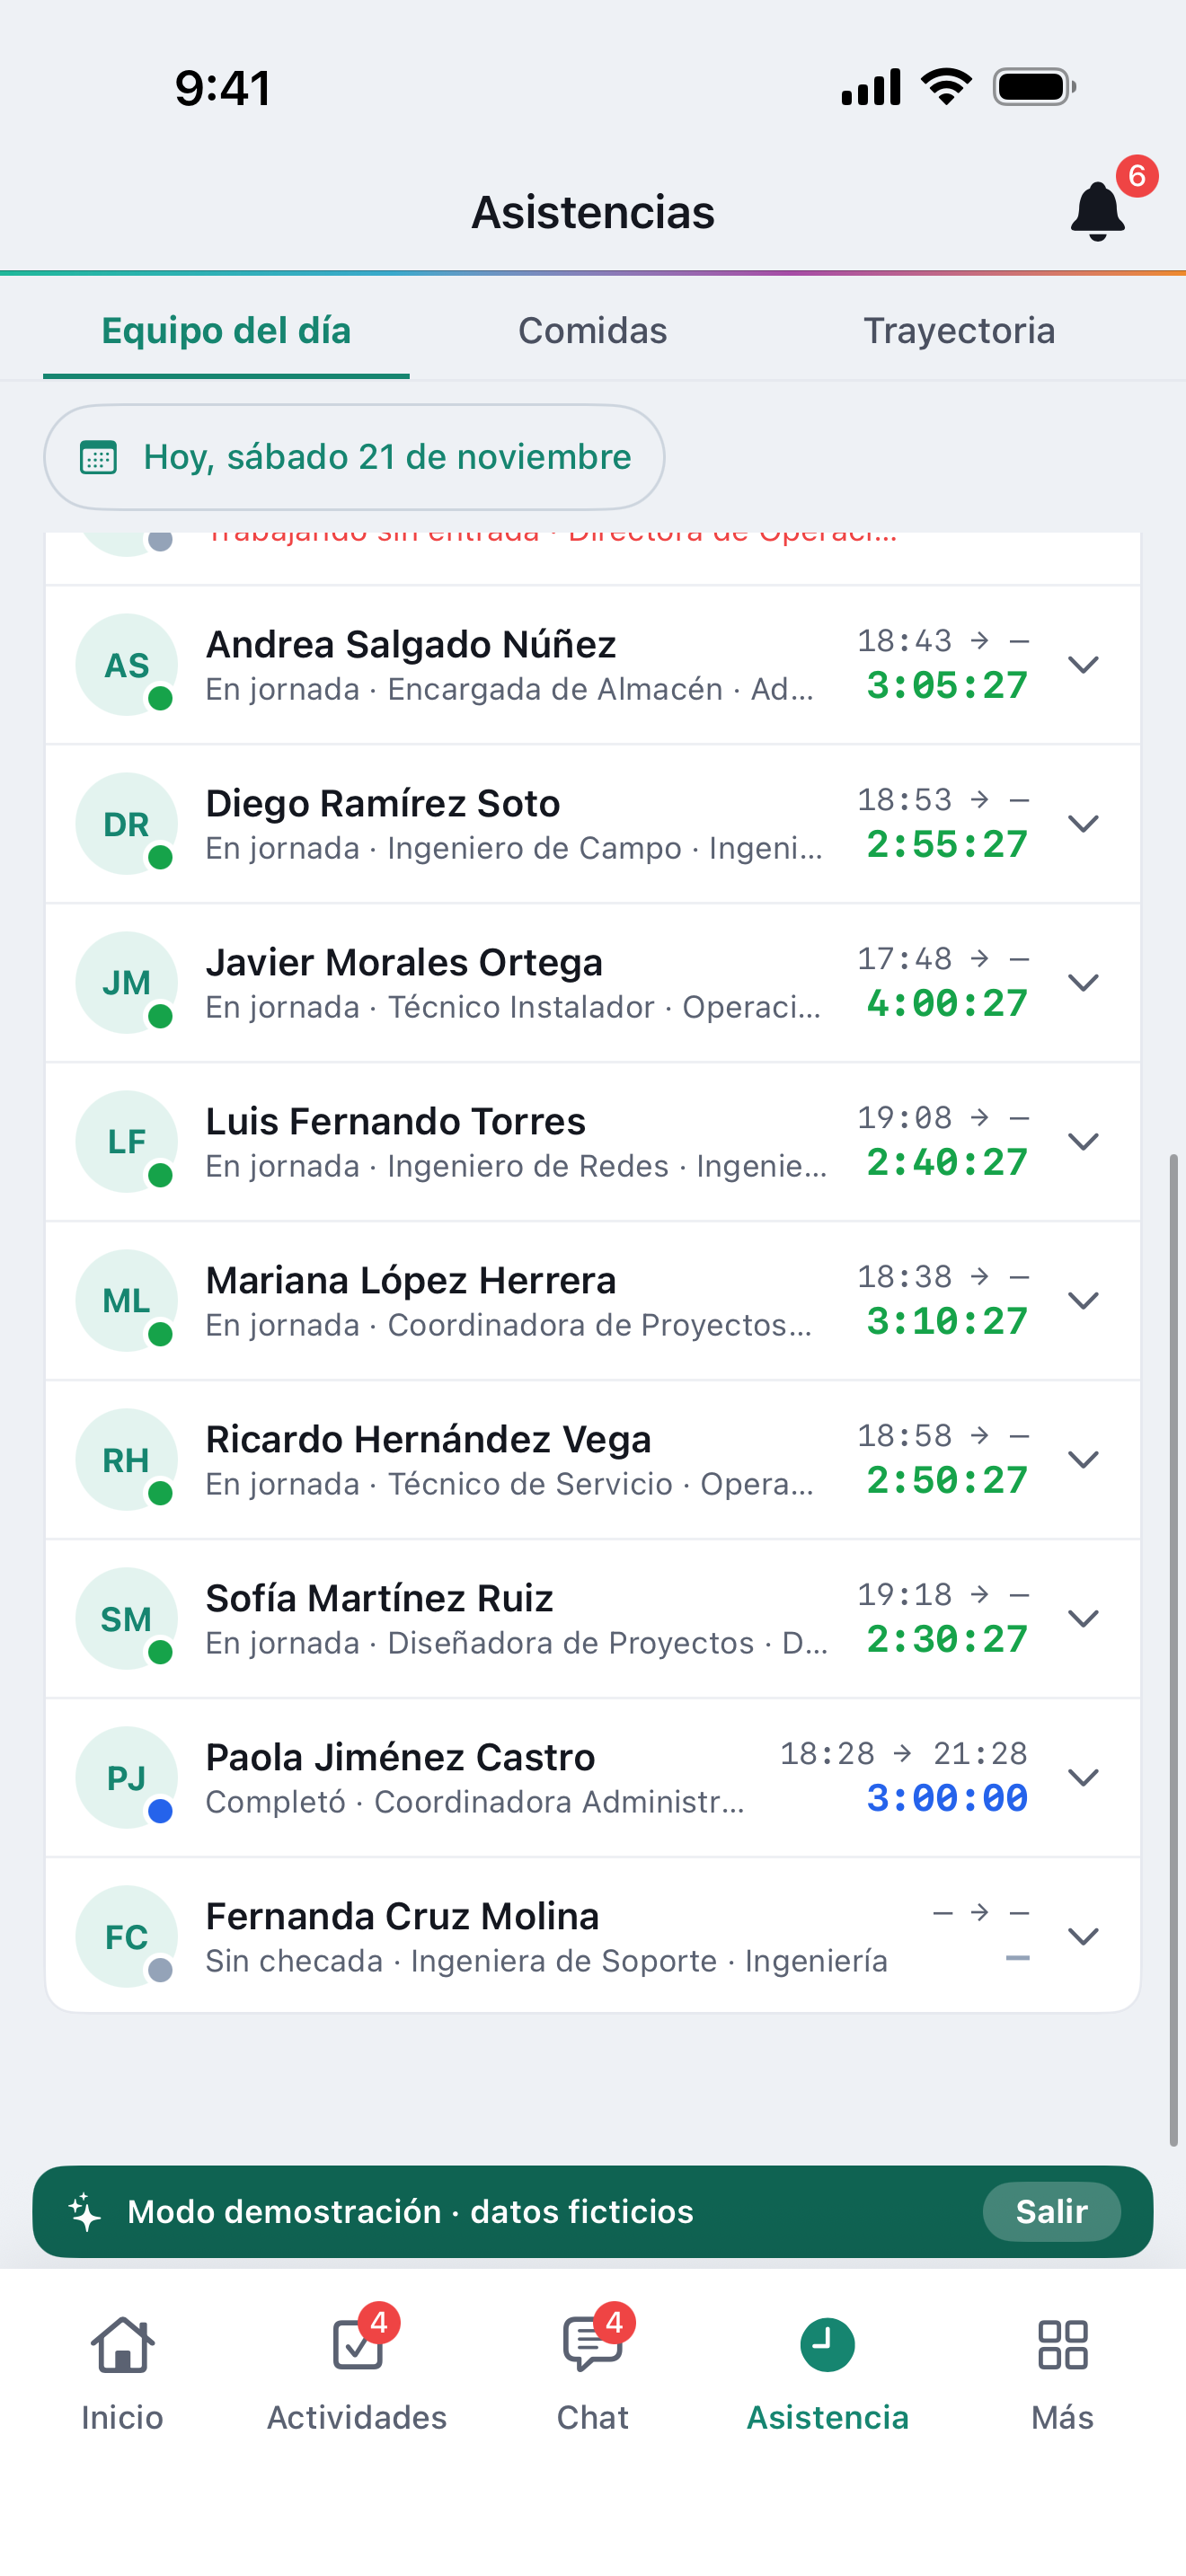 9:41
6
Asistencias
Equipo del día
Comidas
Trayectoria
Hoy, sábado 21 de noviembre
Trabajando sin entrada · Directora de Operaci...
AS
Andrea Salgado Núñez
18:43 → —
En jornada · Encargada de Almacén · Ad...
3:05:27
DR
Diego Ramírez Soto
18:53 → —
En jornada · Ingeniero de Campo · Ingeni...
2:55:27
JM
Javier Morales Ortega
17:48 → —
En jornada · Técnico Instalador · Operaci...
4:00:27
LF
Luis Fernando Torres
19:08 → —
En jornada · Ingeniero de Redes · Ingenie...
2:40:27
ML
Mariana López Herrera
18:38 → —
En jornada · Coordinadora de Proyectos...
3:10:27
RH
Ricardo Hernández Vega
18:58 → —
En jornada · Técnico de Servicio · Opera...
2:50:27
SM
Sofía Martínez Ruiz
19:18 → —
En jornada · Diseñadora de Proyectos · D...
2:30:27
PJ
Paola Jiménez Castro
18:28 → 21:28
Completó · Coordinadora Administr...
3:00:00
FC
Fernanda Cruz Molina
— → —
Sin checada · Ingeniera de Soporte · Ingeniería
—
Modo demostración · datos ficticios
Salir
4
4
Inicio
Actividades
Chat
Asistencia
Más